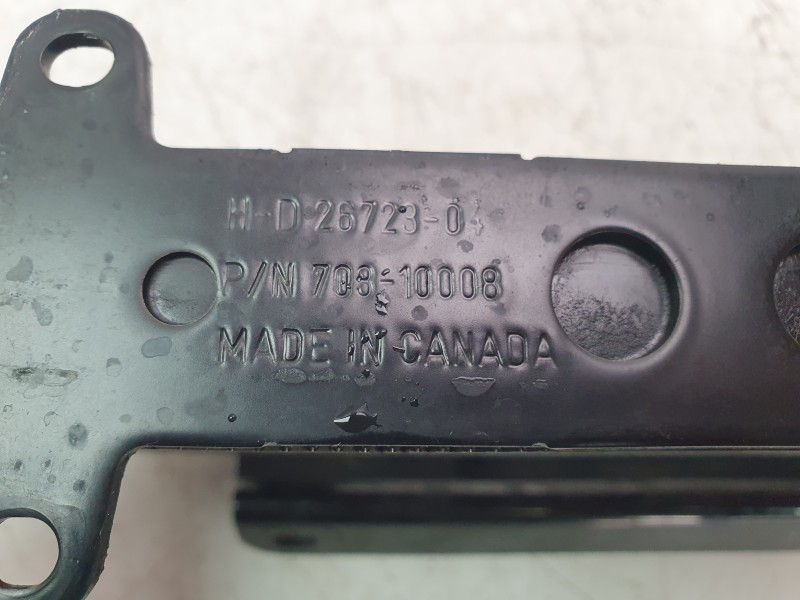 H-D 26723-04
P/N 703-10008
MADE IN CANADA